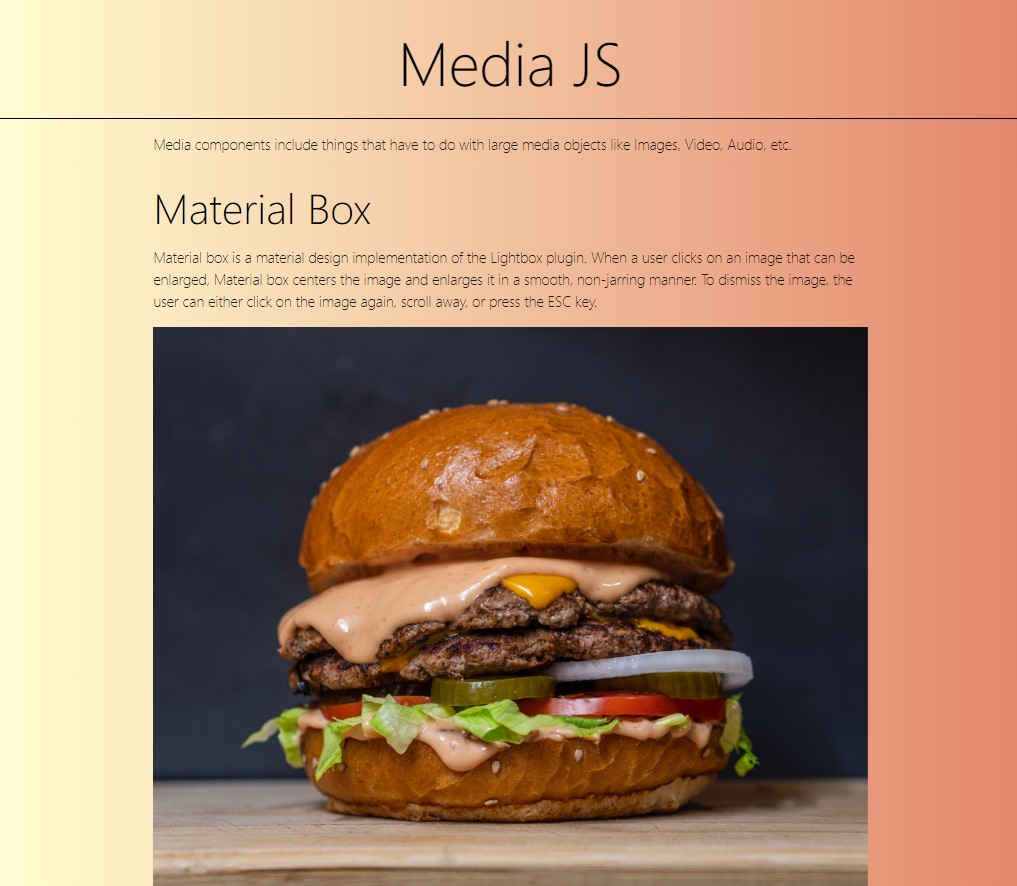 Media JS
Media components include things that have to do with large media objects like Images, Video, Audio, etc.
Material Box
Material box is a material design implementation of the Lightbox plugin. When a user clicks on an image that can be
enlarged, Material box centers the image and enlarges it in a smooth, non-jarring manner. To dismiss the image, the
user can either click on the image again, scroll away, or press the ESC key.